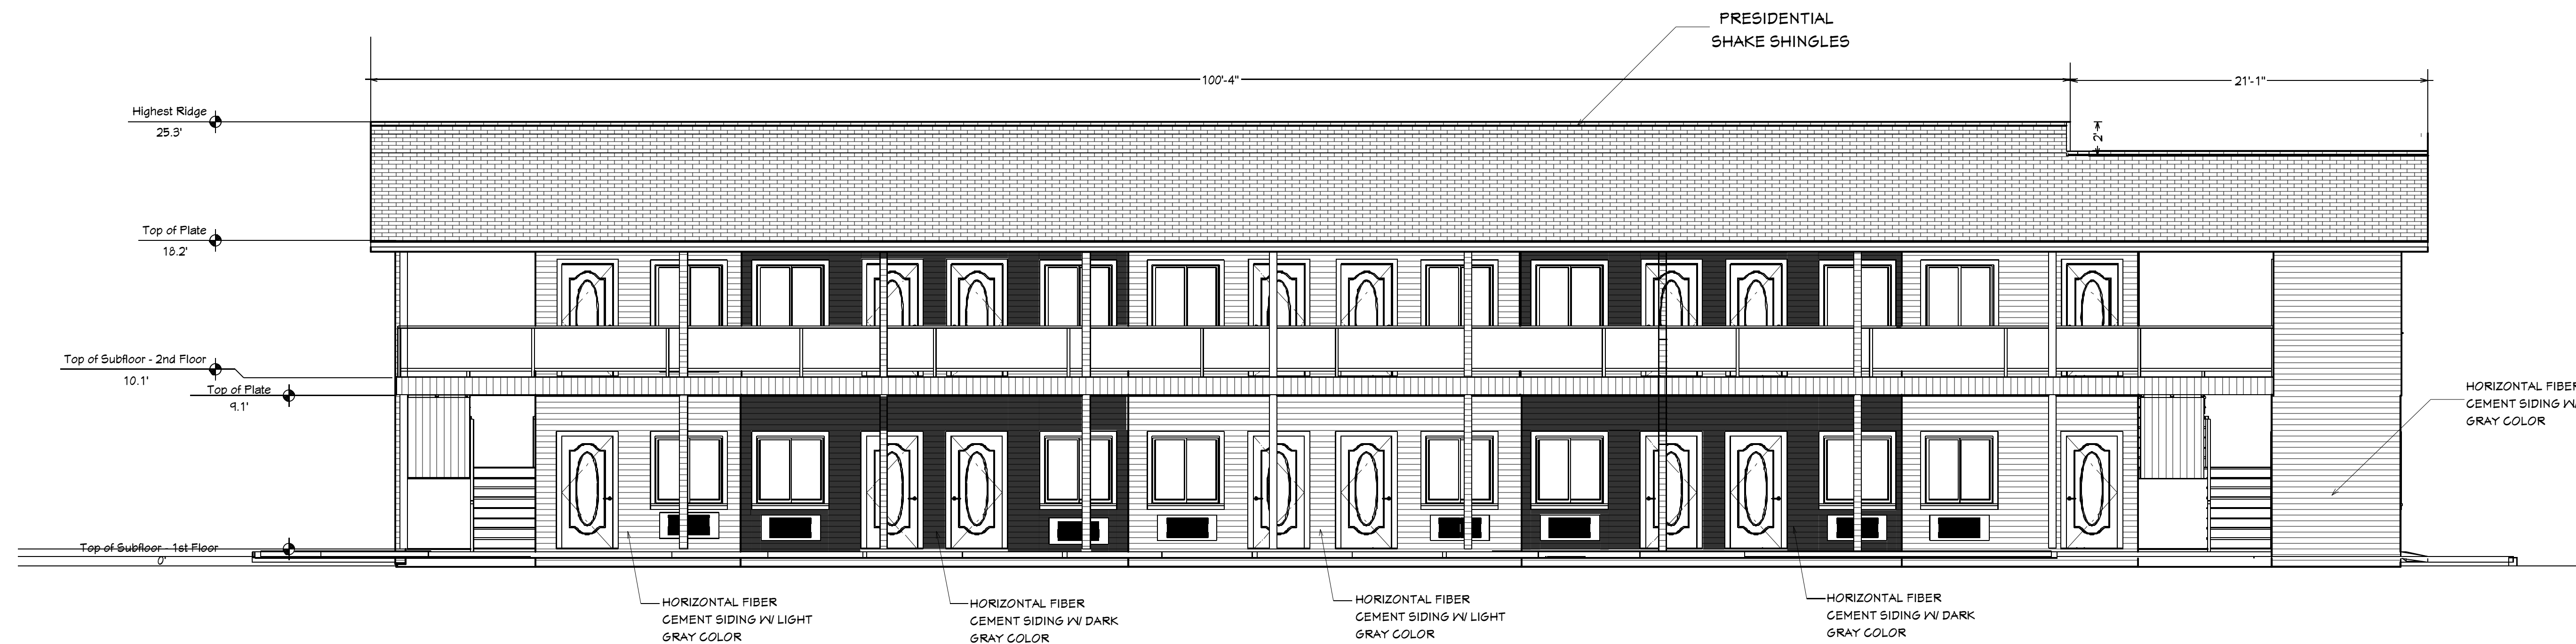 PRESIDENTIAL
SHAKE SHINGLES
100'-4"
21'-1"
Highest Ridge
25.3'
2'
Top of Plate
18.2'
Top of Subfloor - 2nd Floor
10.1'
Top of Plate
9.1'
HORIZONTAL FIBER
CEMENT SIDING W/
GRAY COLOR
Top of Subfloor - 1st Floor
0'
HORIZONTAL FIBER
CEMENT SIDING W/ LIGHT
GRAY COLOR
HORIZONTAL FIBER
CEMENT SIDING W/ DARK
GRAY COLOR
HORIZONTAL FIBER
CEMENT SIDING W/ LIGHT
GRAY COLOR
HORIZONTAL FIBER
CEMENT SIDING W/ DARK
GRAY COLOR